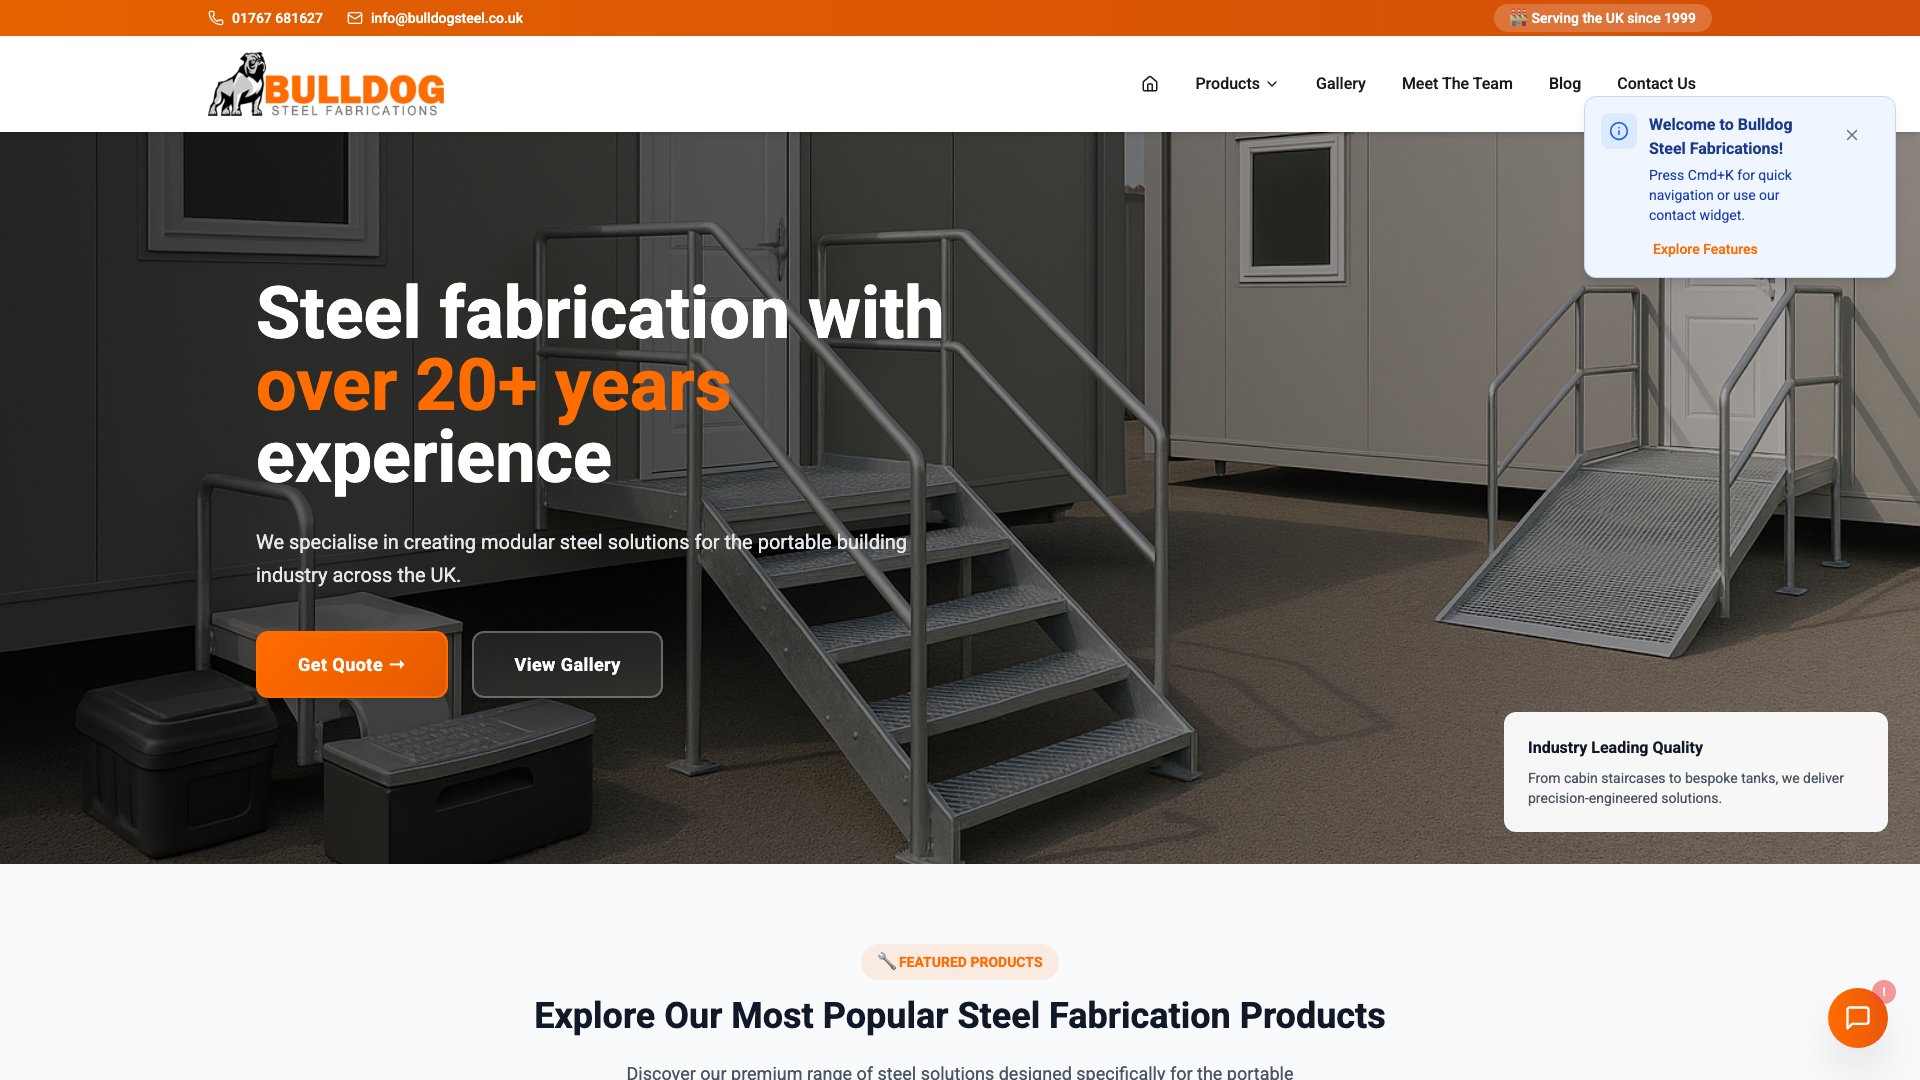 01767 681627
info@bulldogsteel.co.uk
Serving the UK since 1999
BULLDOG
STEEL FABRICATIONS
Products
Gallery
Meet The Team
Blog
Contact Us
Welcome to Bulldog
Steel Fabrications!
Press Cmd+K for quick
navigation or use our
contact widget.
Explore Features
Steel fabrication with
over 20+ years
experience
We specialise in creating modular steel solutions for the portable building
industry across the UK.
Get Quote →
View Gallery
Industry Leading Quality
From cabin staircases to bespoke tanks, we deliver
precision-engineered solutions.
FEATURED PRODUCTS
Explore Our Most Popular Steel Fabrication Products
Discover our premium range of steel solutions designed specifically for the portable
!